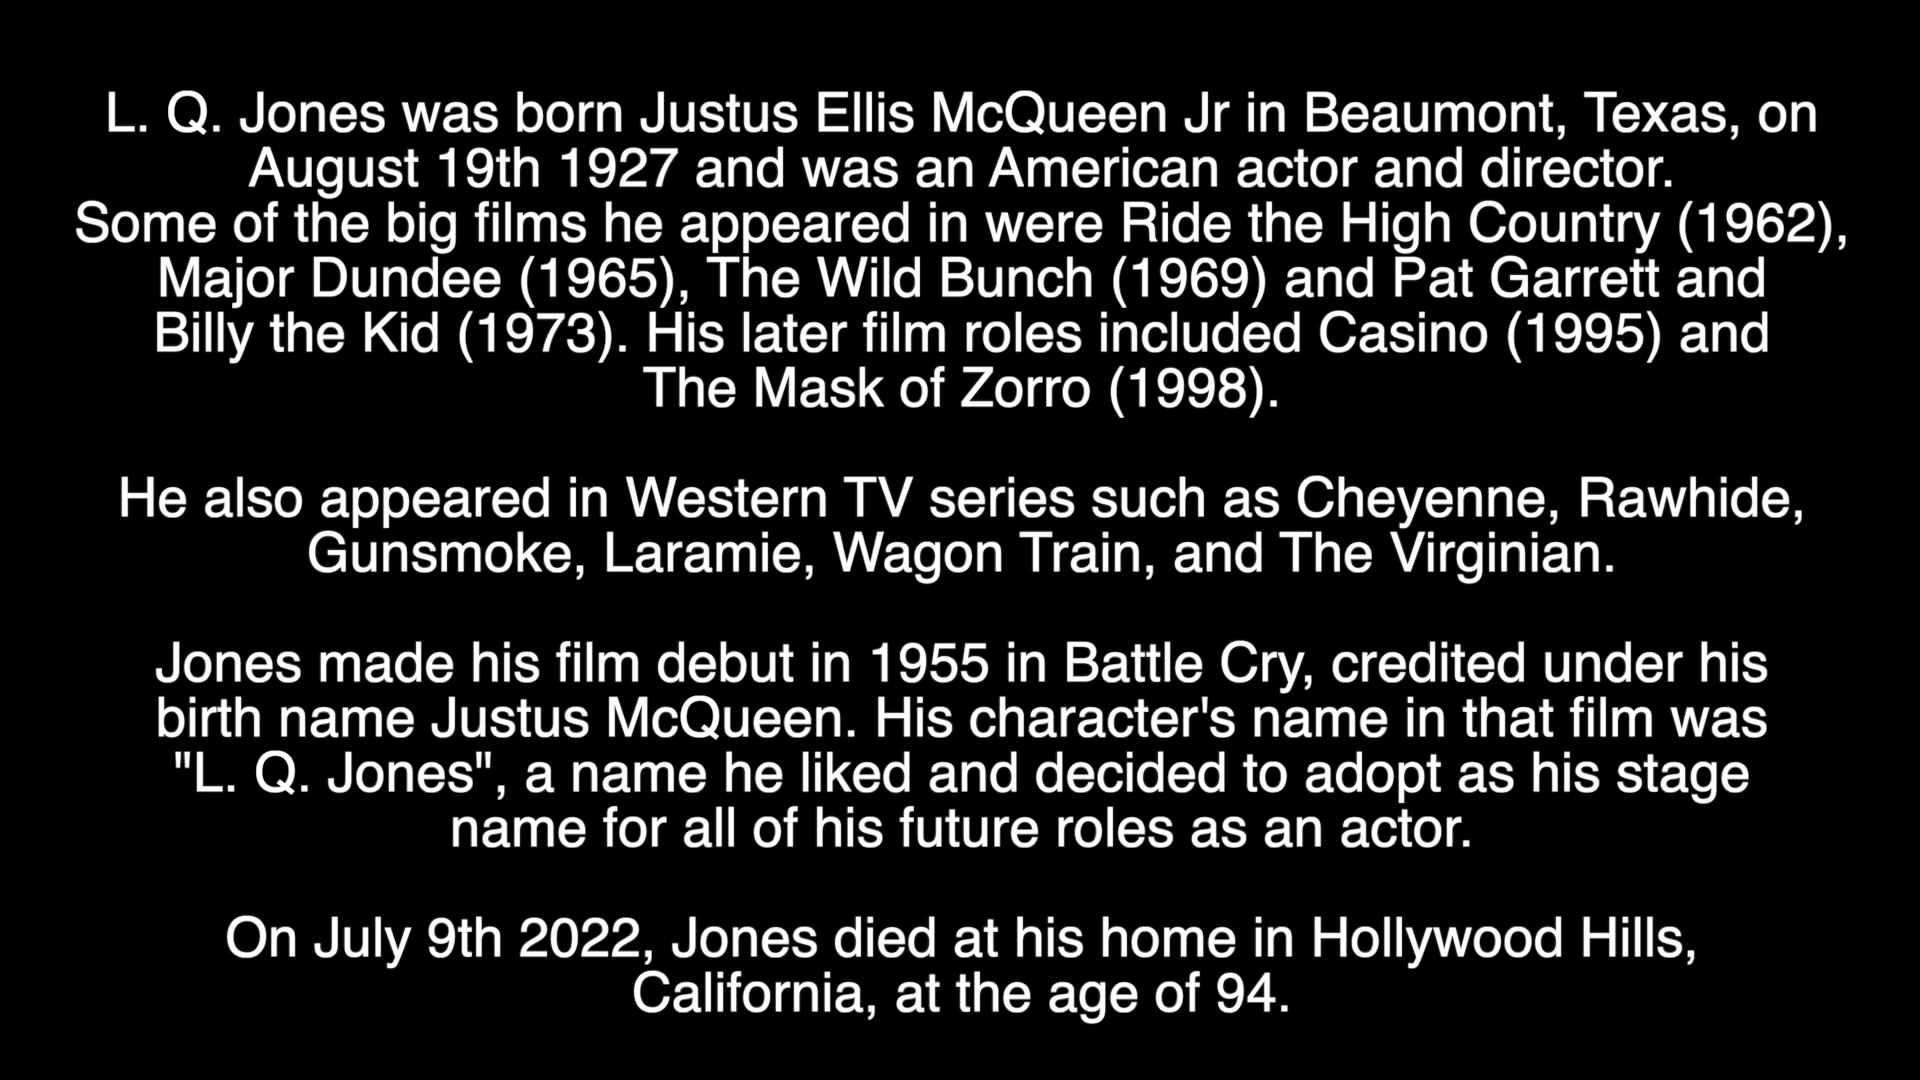 L. Q. Jones was born Justus Ellis McQueen Jr in Beaumont, Texas, on
August 19th 1927 and was an American actor and director.
Some of the big films he appeared in were Ride the High Country (1962),
Major Dundee (1965), The Wild Bunch (1969) and Pat Garrett and
Billy the Kid (1973). His later film roles included Casino (1995) and
The Mask of Zorro (1998).
He also appeared in Western TV series such as Cheyenne, Rawhide,
Gunsmoke, Laramie, Wagon Train, and The Virginian.
Jones made his film debut in 1955 in Battle Cry, credited under his
birth name Justus McQueen. His character's name in that film was
"L. Q. Jones", a name he liked and decided to adopt as his stage
name for all of his future roles as an actor.
On July 9th 2022, Jones died at his home in Hollywood Hills,
California, at the age of 94.